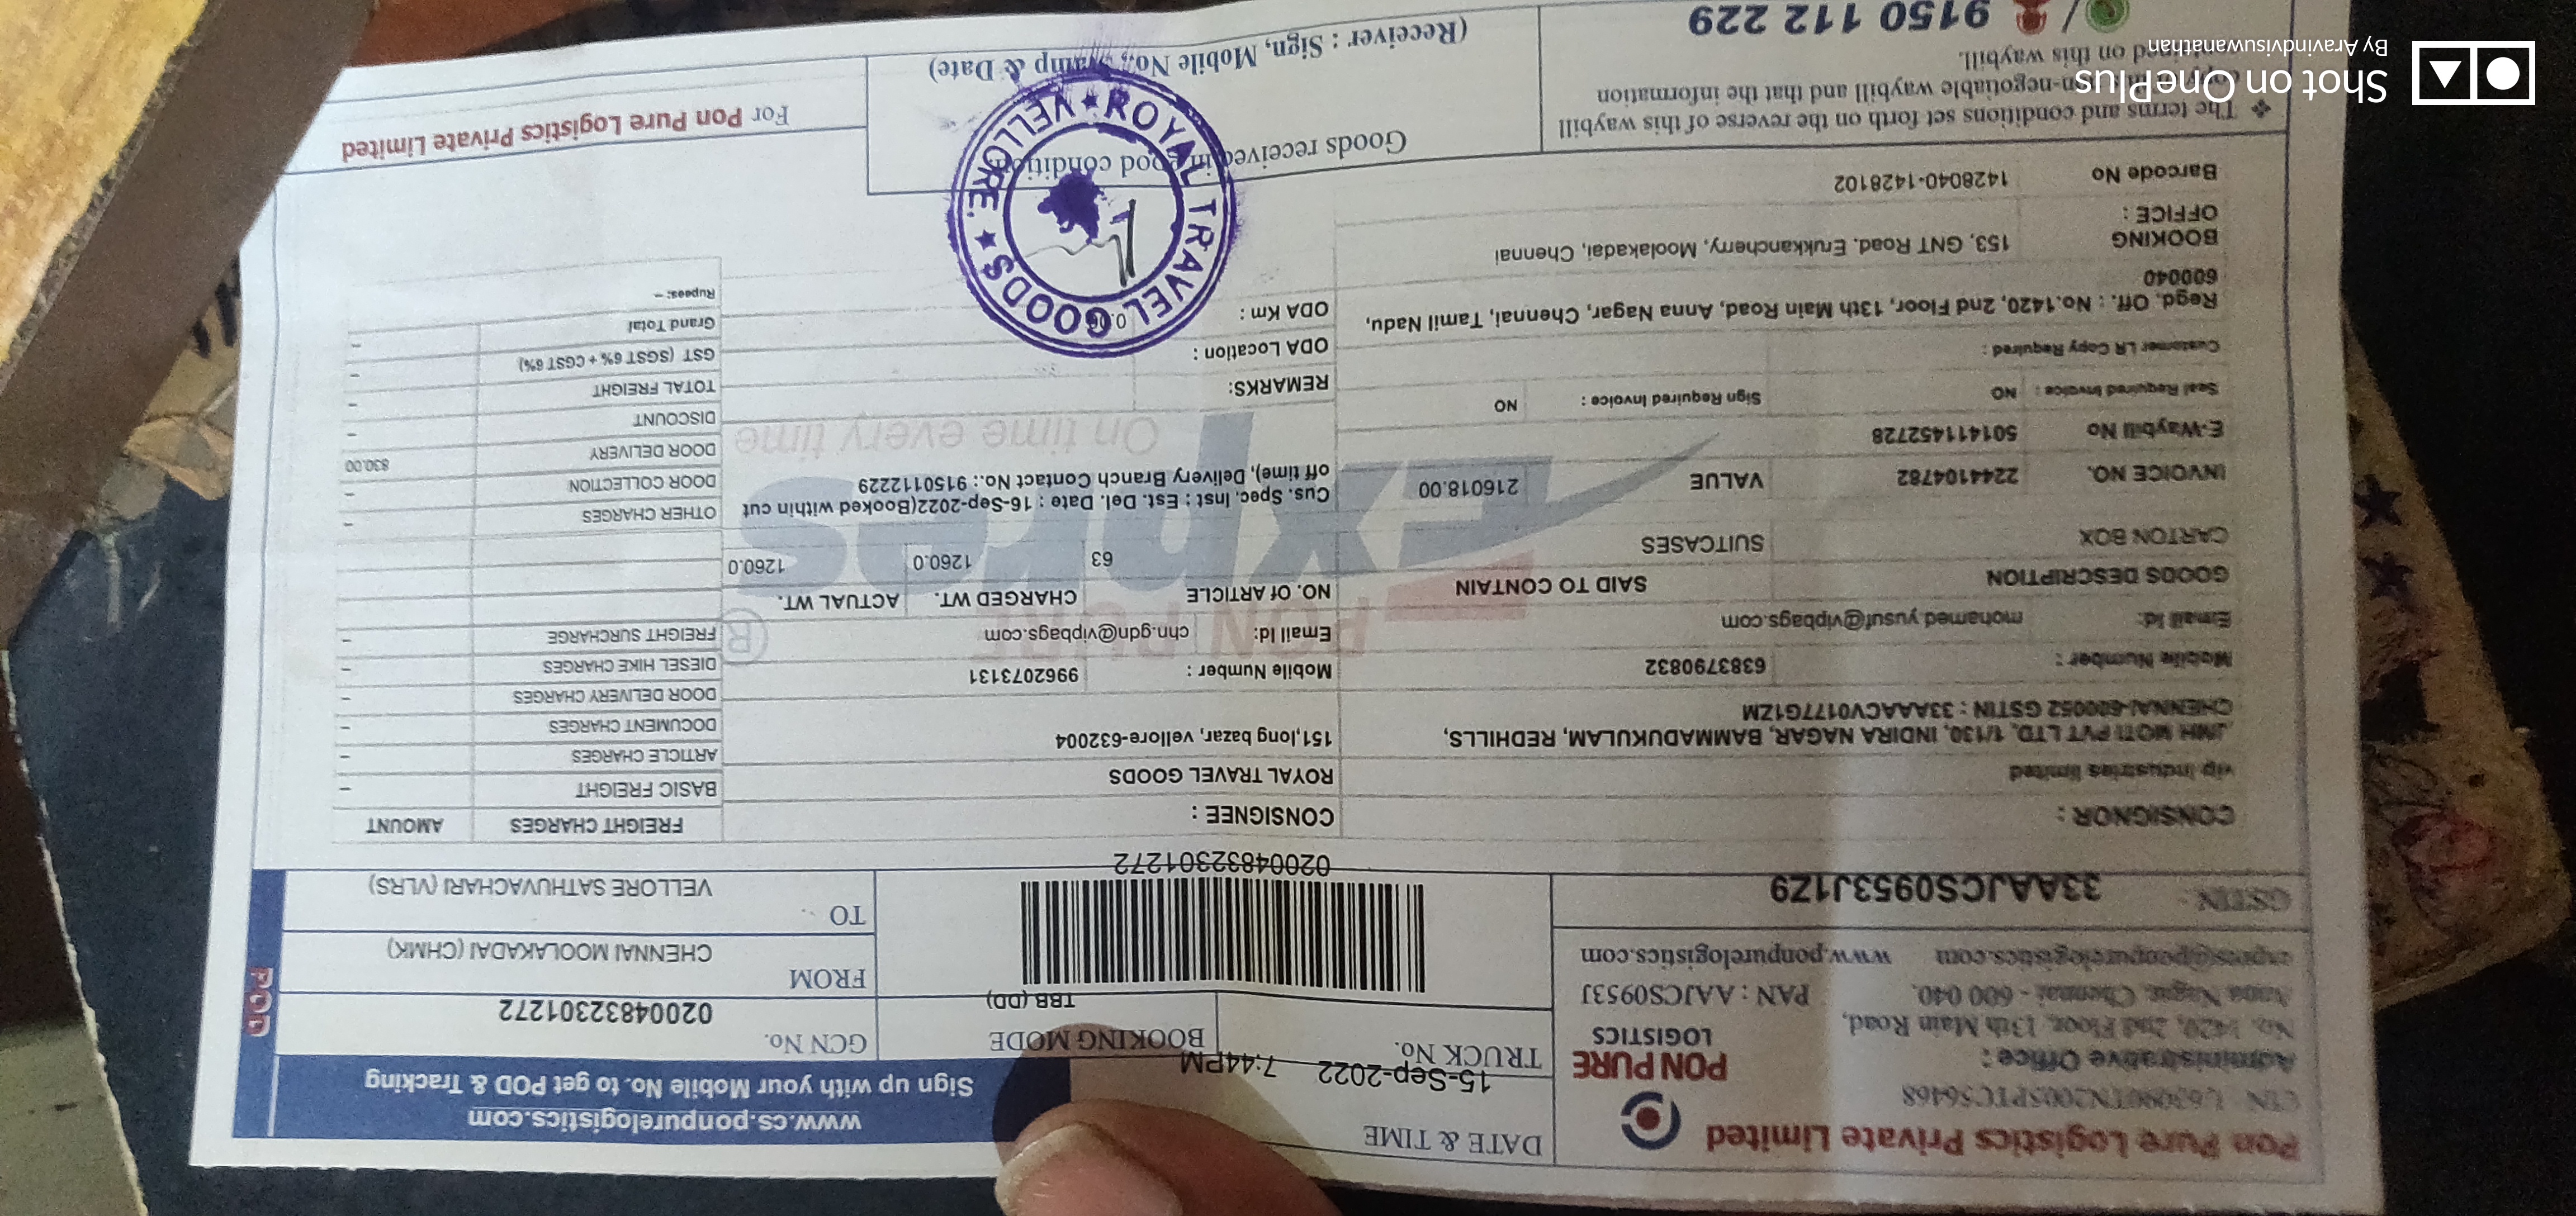 Pon Pure Logistics Private Limited
CIN : U63090TN2005PTC56468
Administrative Office :
No. 1420, 2nd Floor, 13th Main Road,
Anna Nagar, Chennai - 600 040.
PAN : AAJCS0953J
www.ponpurelogistics.com
PON PURE
LOGISTICS
GSTIN -
33AAJCS0953J1Z9
DATE & TIME
15-Sep-2022 7:44PM
TRUCK No.
BOOKING MODE
TBB (DD)
02004832301272
www.cs.ponpurelogistics.com
Sign up with your Mobile No. to get POD & Tracking
GCN No.
02004832301272
FROM
CHENNAI MOOLAKADAI (CHMK)
TO
VELLORE SATHUVACHARI (VLRS)
POD
CONSIGNOR :
vip industries limited
JMH MOTI PVT LTD, 1/130, INDIRA NAGAR, BAMMADUKULAM, REDHILLS,
CHENNAI-600052 GSTIN : 33AAACV0177G1ZM
Mobile Number : 6383790832
Email Id: mohamed yusuf@vipbags.com
GOODS DESCRIPTION SAID TO CONTAIN
CARTON BOX SUITCASES
INVOICE NO. 2244104782 VALUE 216018.00
E-Waybill No 501411452728
Seal Required Invoice : NO Sign Required Invoice : NO
Customer LR Copy Required :
Regd. Off. : No.1420, 2nd Floor, 13th Main Road, Anna Nagar, Chennai, Tamil Nadu,
600040
BOOKING OFFICE : 153, GNT Road, Erukkancherry, Moolakadai, Chennai
Barcode No 1428040-1428102
CONSIGNEE :
ROYAL TRAVEL GOODS
151,long bazar, vellore-632004
Mobile Number : 9962073131
Email Id: chn.gdn@vipbags.com
NO. Of ARTICLE CHARGED WT. ACTUAL WT.
63 1260.0 1260.0
Cus. Spec. Inst : Est. Del. Date : 16-Sep-2022(Booked within cut
off time), Delivery Branch Contact No.: 9150112229
REMARKS:
ODA Location :
ODA Km :
FREIGHT CHARGES AMOUNT
BASIC FREIGHT -
ARTICLE CHARGES -
DOCUMENT CHARGES -
DOOR DELIVERY CHARGES -
DIESEL HIKE CHARGES -
FREIGHT SURCHARGE -
OTHER CHARGES -
DOOR COLLECTION -
DOOR DELIVERY 830.00
DISCOUNT -
TOTAL FREIGHT -
GST (SGST 6% + CGST 6%) -
Grand Total -
Rupees: -
PON PURE
Expres
On time every time
The terms and conditions set forth on the reverse of this waybill
non-negotiable waybill and that the information
contained on this waybill.
9150 112 229
Goods received in good condition
(Receiver : Sign, Mobile No., Stamp & Date)
ROYAL TRAVEL GOODS
VELLORE.
For Pon Pure Logistics Private Limited
Shot on OnePlus
By Aravindvisuwanathan